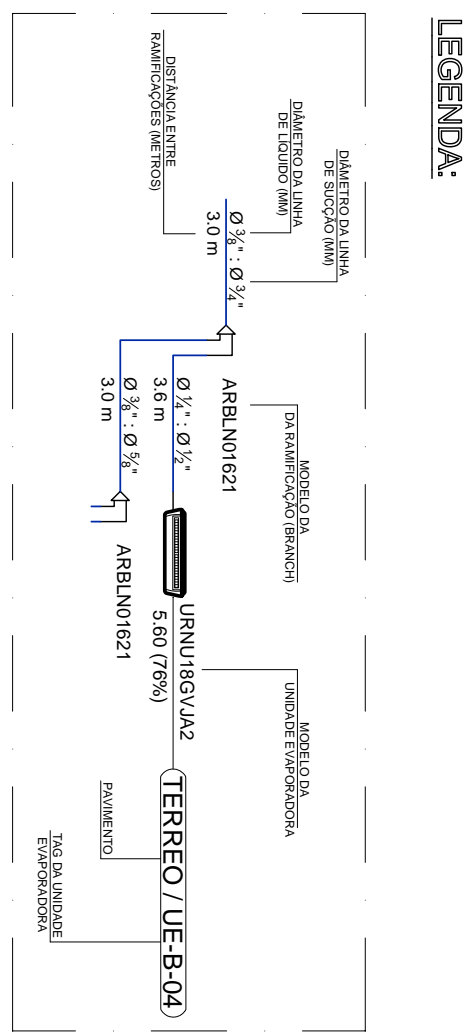 LEGENDA:
DIÂMETRO DA LINHA
DE SUCÇÃO (MM)
DIÂMETRO DA LINHA
DE LÍQUIDO (MM)
DISTÂNCIA ENTRE
RAMIFICAÇÕES (METROS)
Ø 3/8" : Ø 3/4"
3.0 m
ARBLN01621
MODELO DA
DA RAMIFICAÇÃO (BRANCH)
Ø 1/4" : Ø 1/2"
3.6 m
Ø 3/8" : Ø 5/8"
3.0 m
ARBLN01621
URNU18GVJA2
5.60 (76%)
MODELO DA
UNIDADE EVAPORADORA
TERREO / UE-B-04
PAVIMENTO
TAG DA UNIDADE
EVAPORADORA